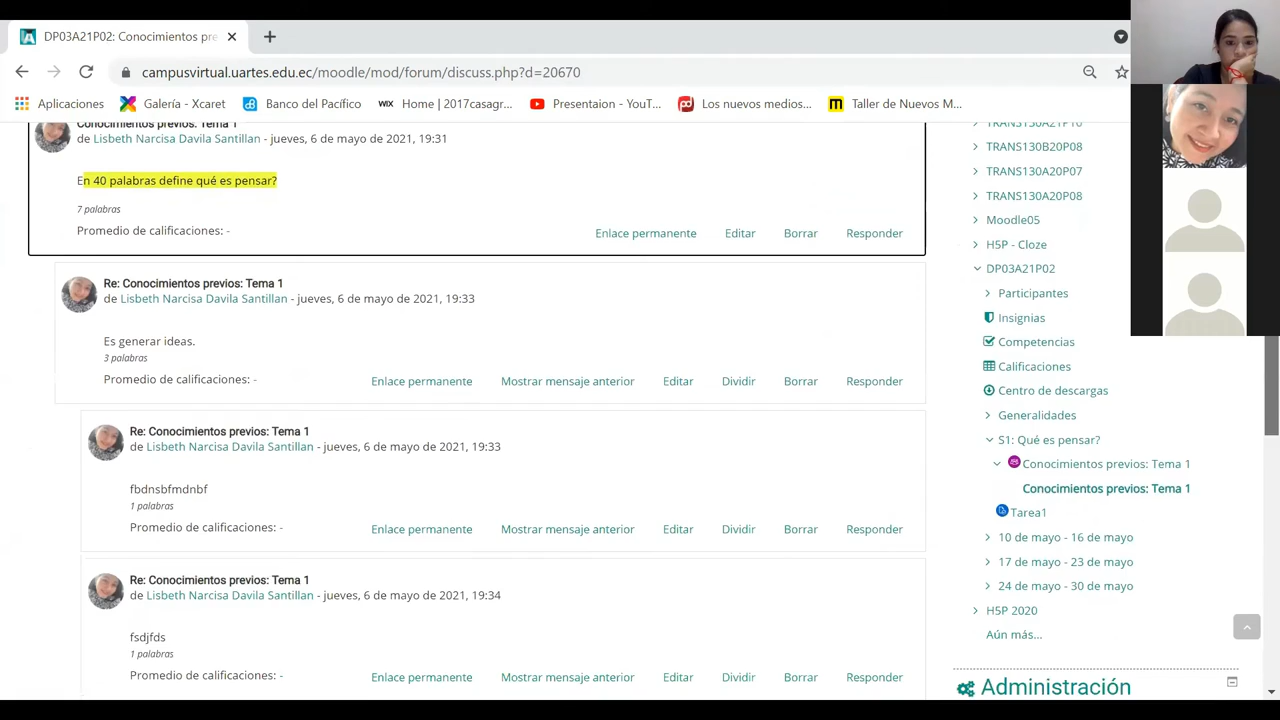 DP03A21P02: Conocimientos pre
campusvirtual.uartes.edu.ec/moodle/mod/forum/discuss.php?d=20670
Aplicaciones
Galería - Xcaret
Banco del Pacífico
WIX Home | 2017casagr...
Presentaion - YouT...
Los nuevos medios...
Taller de Nuevos M...
Conocimientos previos: Tema 1
de Lisbeth Narcisa Davila Santillan - jueves, 6 de mayo de 2021, 19:31
En 40 palabras define qué es pensar?
7 palabras
Promedio de calificaciones: -
Enlace permanente Editar Borrar Responder
Re: Conocimientos previos: Tema 1
de Lisbeth Narcisa Davila Santillan - jueves, 6 de mayo de 2021, 19:33
Es generar ideas.
3 palabras
Promedio de calificaciones: -
Enlace permanente Mostrar mensaje anterior Editar Dividir Borrar Responder
Re: Conocimientos previos: Tema 1
de Lisbeth Narcisa Davila Santillan - jueves, 6 de mayo de 2021, 19:33
fbdnsbfmdnbf
1 palabras
Promedio de calificaciones: -
Enlace permanente Mostrar mensaje anterior Editar Dividir Borrar Responder
Re: Conocimientos previos: Tema 1
de Lisbeth Narcisa Davila Santillan - jueves, 6 de mayo de 2021, 19:34
fsdjfds
1 palabras
Promedio de calificaciones: -
Enlace permanente Mostrar mensaje anterior Editar Dividir Borrar Responder
TRANS130A21P10
TRANS130B20P08
TRANS130A20P07
TRANS130A20P08
Moodle05
H5P - Cloze
DP03A21P02
Participantes
Insignias
Competencias
Calificaciones
Centro de descargas
Generalidades
S1: Qué es pensar?
Conocimientos previos: Tema 1
Conocimientos previos: Tema 1
Tarea1
10 de mayo - 16 de mayo
17 de mayo - 23 de mayo
24 de mayo - 30 de mayo
H5P 2020
Aún más...
Administración